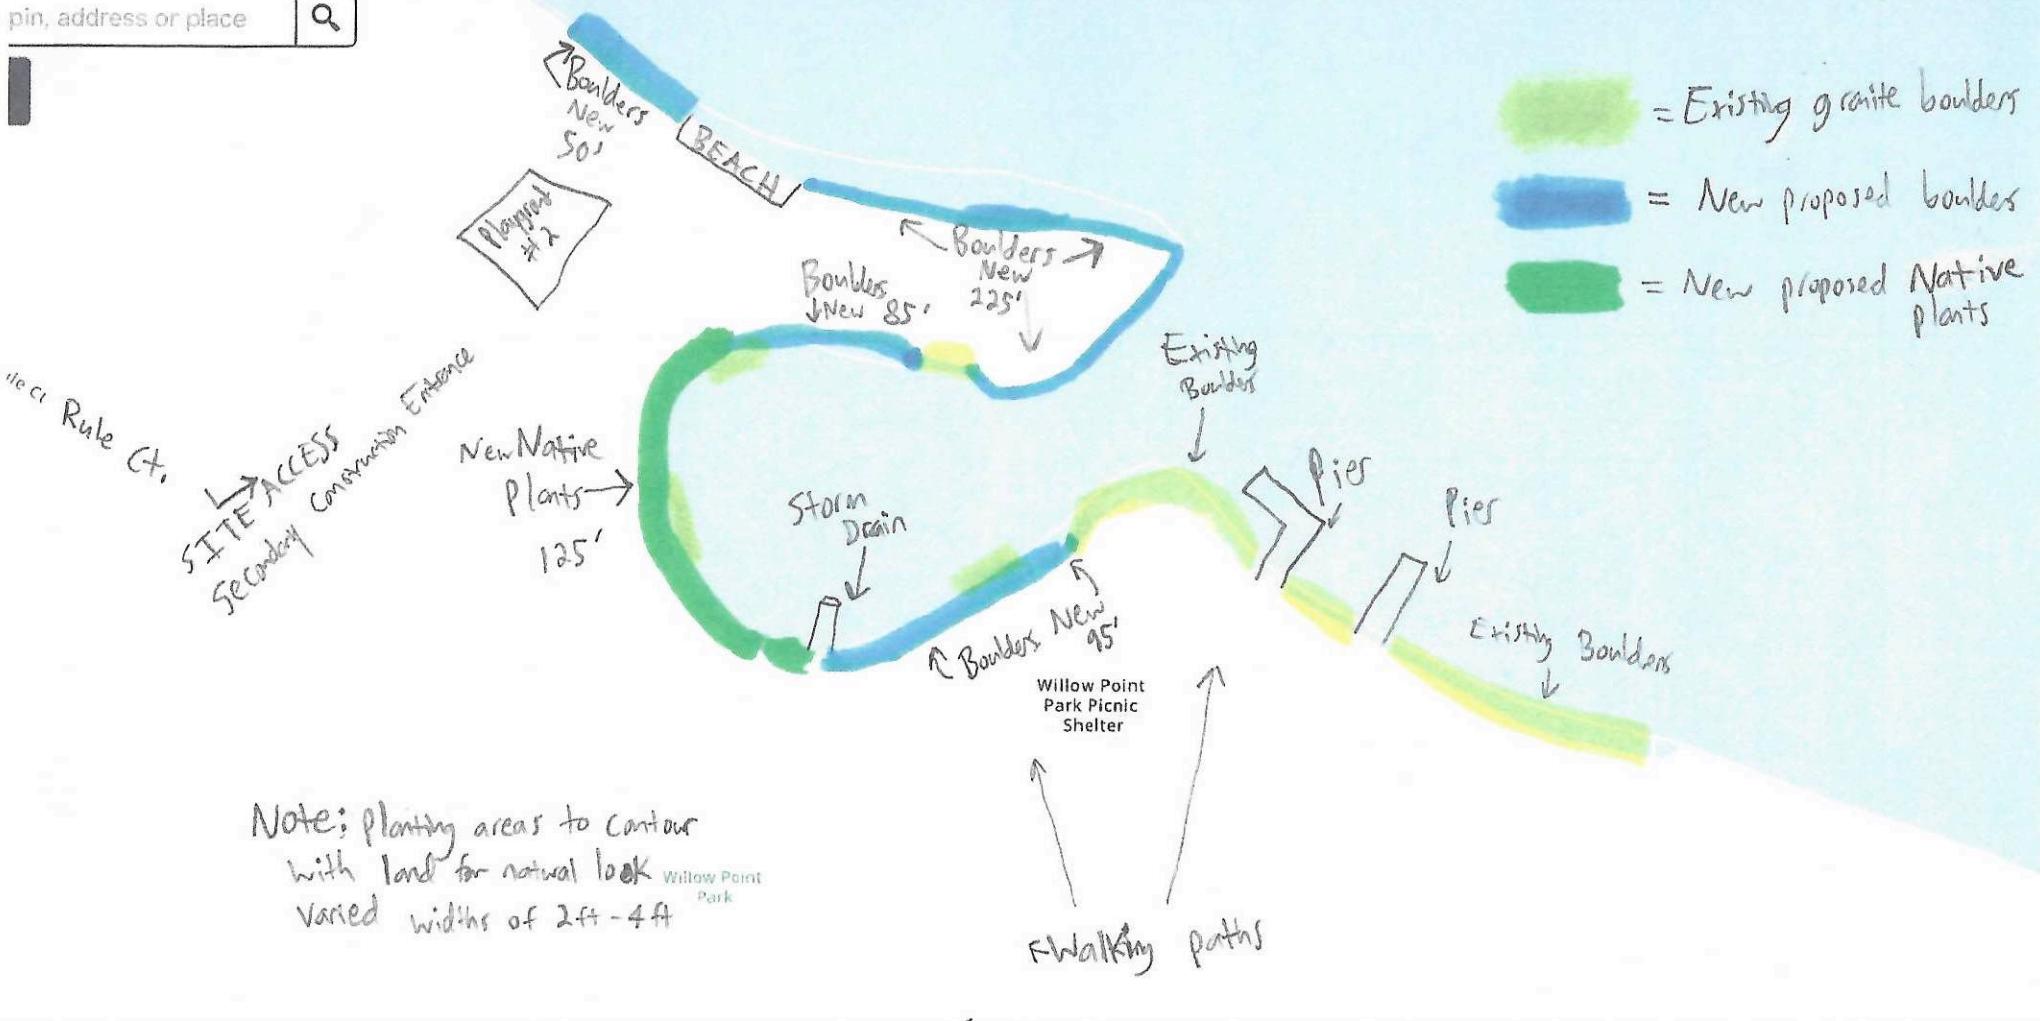 pin, address or place
Boulders
New
50'
BEACH
Playgrond
#2
Boulders
New
225'
Boulders
New 85'
= Existing granite boulders
= New proposed boulders
= New proposed Native
plants
Existing
Boulder
Rule Ct.
SITE ACCESS
Secondary Construction Entrance
New Native
Plants
125'
Storm
Drain
Pier
Pier
Boulders New
95'
Existing Boulders
Willow Point
Park Picnic
Shelter
Note: Planting areas to contour
with land for natural look
Varied widths of 2ft-4ft
Willow Point
Park
Walking paths